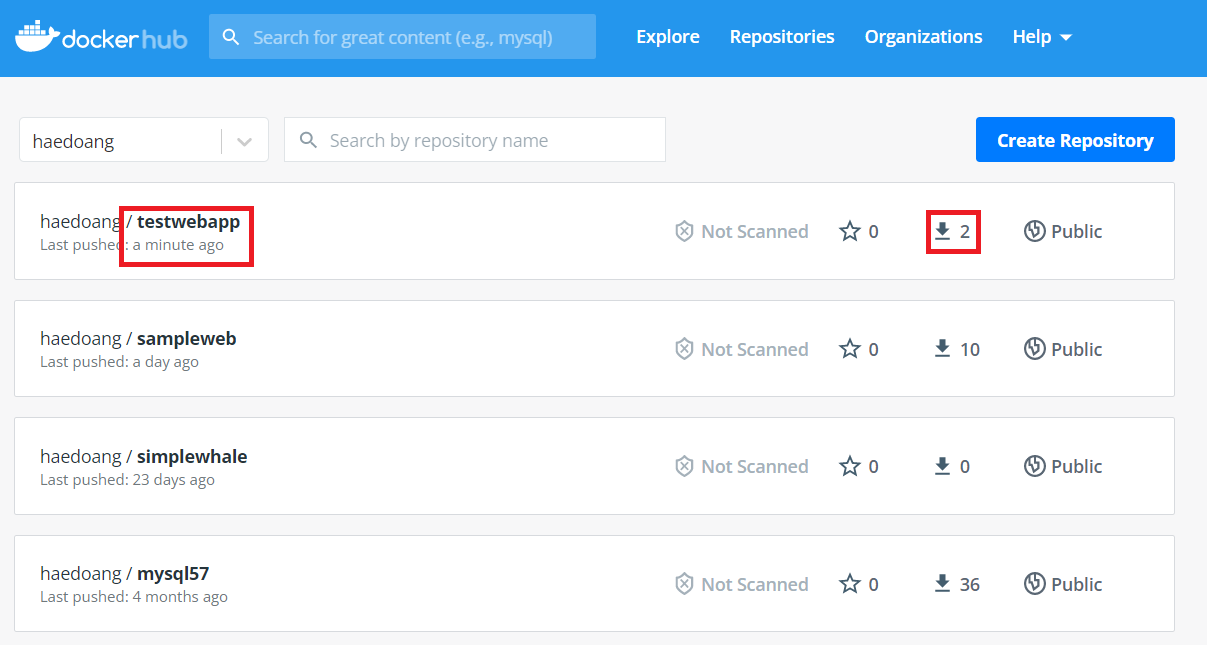 docker hub
Search for great content (e.g., mysql)
Explore
Repositories
Organizations
Help
haedoang
Search by repository name
Create Repository
haedoang / testwebapp
Last pushed: a minute ago
Not Scanned
0
2
Public
haedoang / sampleweb
Last pushed: a day ago
Not Scanned
0
10
Public
haedoang / simplewhale
Last pushed: 23 days ago
Not Scanned
0
0
Public
haedoang / mysql57
Last pushed: 4 months ago
Not Scanned
0
36
Public